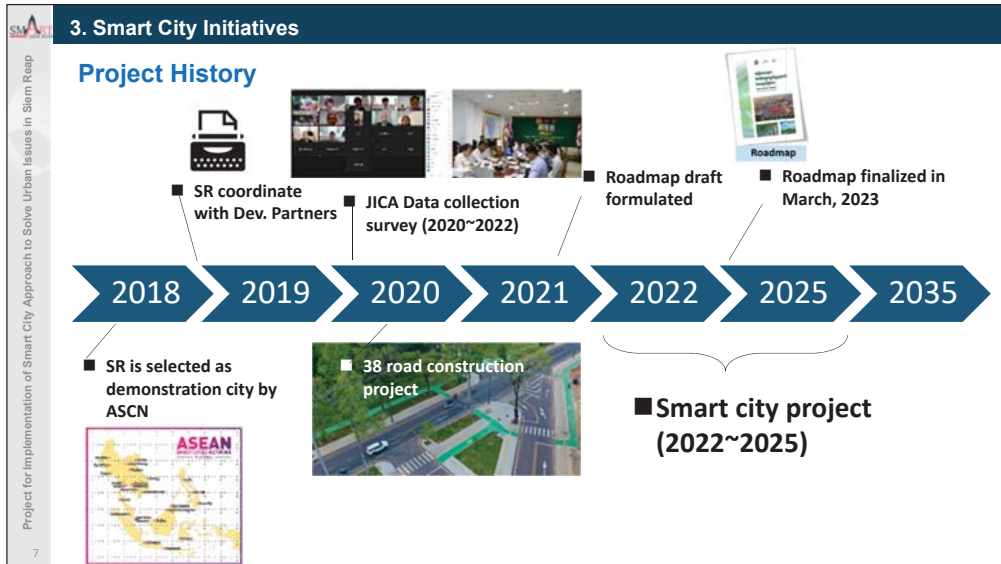 SMART
3. Smart City Initiatives
Project for Implementation of Smart City Approach to Solve Urban Issues in Siem Reap
Project History
■ SR coordinate
with Dev. Partners
■ JICA Data collection
survey (2020~2022)
■ Roadmap draft
formulated
Roadmap
■ Roadmap finalized in
March, 2023
2018
2019
2020
2021
2022
2025
2035
■ SR is selected as
demonstration city by
ASCN
ASEAN
■ 38 road construction
project
■ Smart city project
(2022~2025)
7